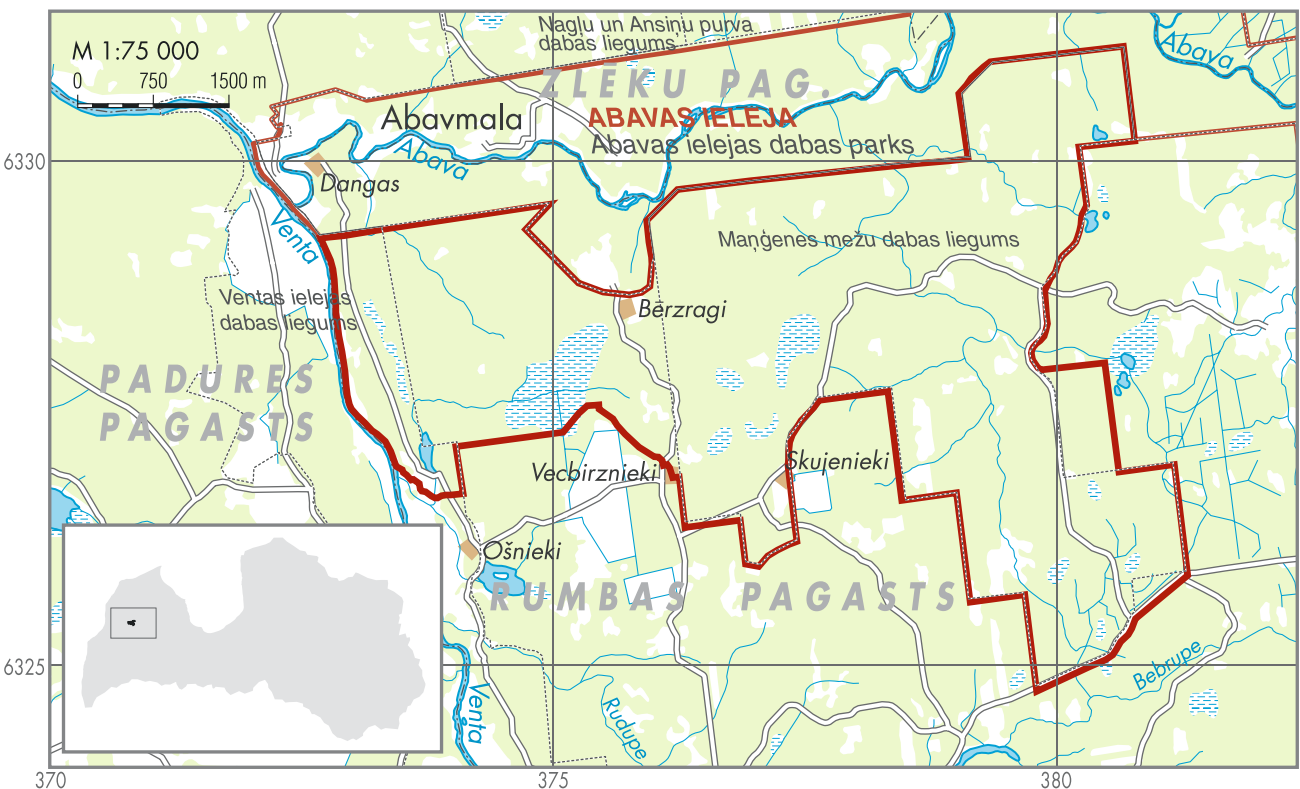 Nagļu un Ansiņu purva
dabas liegums
M 1:75 000
0 750 1500 m
ZLĒKU PAG.
Abava
Abavmala
ABAVAS IELEJA
Abavas ielejas dabas parks
Abava
6330
Dangas
Venta
Maņģenes mežu dabas liegums
Ventas ielejas
dabas liegums
Bērzragi
PADURES
PAGASTS
Vecbirznieki
Skujenieki
Ošnieki
RUMBAS PAGASTS
6325
Bebrupe
Venta
Rudupe
370
375
380